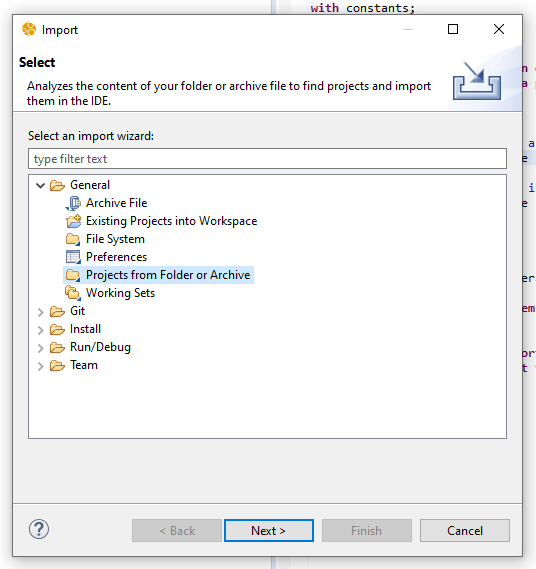 with constants;
Import
Select
Analyzes the content of your folder or archive file to find projects and import
them in the IDE.
Select an import wizard:
type filter text
General
Archive File
Existing Projects into Workspace
File System
Preferences
Projects from Folder or Archive
Working Sets
Git
Install
Run/Debug
Team
?
< Back
Next >
Finish
Cancel